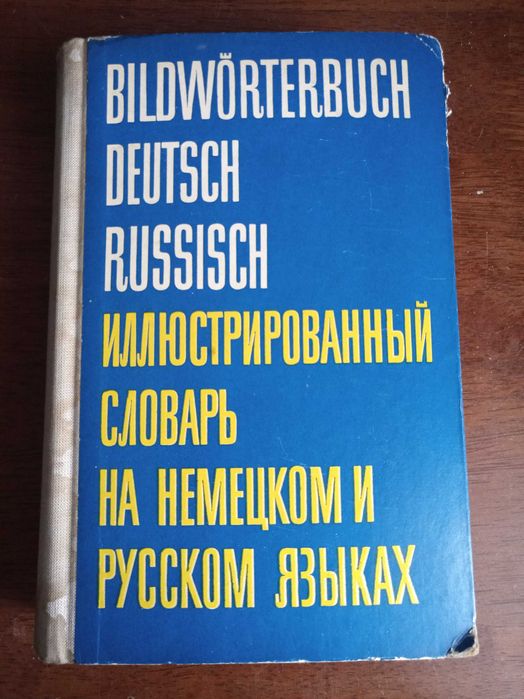 BILDWÖRTERBUCH
DEUTSCH
RUSSISCH
ИЛЛЮСТРИРОВАННЫЙ
СЛОВАРЬ
НА НЕМЕЦКОМ И
РУССКОМ ЯЗЫКАХ